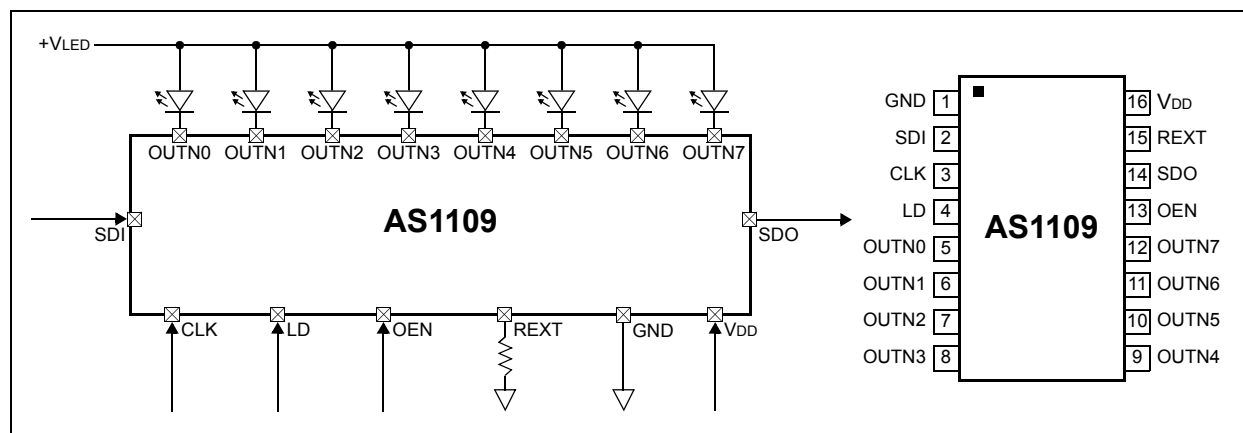 +VLED
OUTN0 OUTN1 OUTN2 OUTN3 OUTN4 OUTN5 OUTN6 OUTN7
AS1109
SDI
SDO
CLK LD OEN REXT GND VDD
GND 1
SDI 2
CLK 3
LD 4
OUTN0 5
OUTN1 6
OUTN2 7
OUTN3 8
AS1109
16 VDD
15 REXT
14 SDO
13 OEN
12 OUTN7
11 OUTN6
10 OUTN5
9 OUTN4